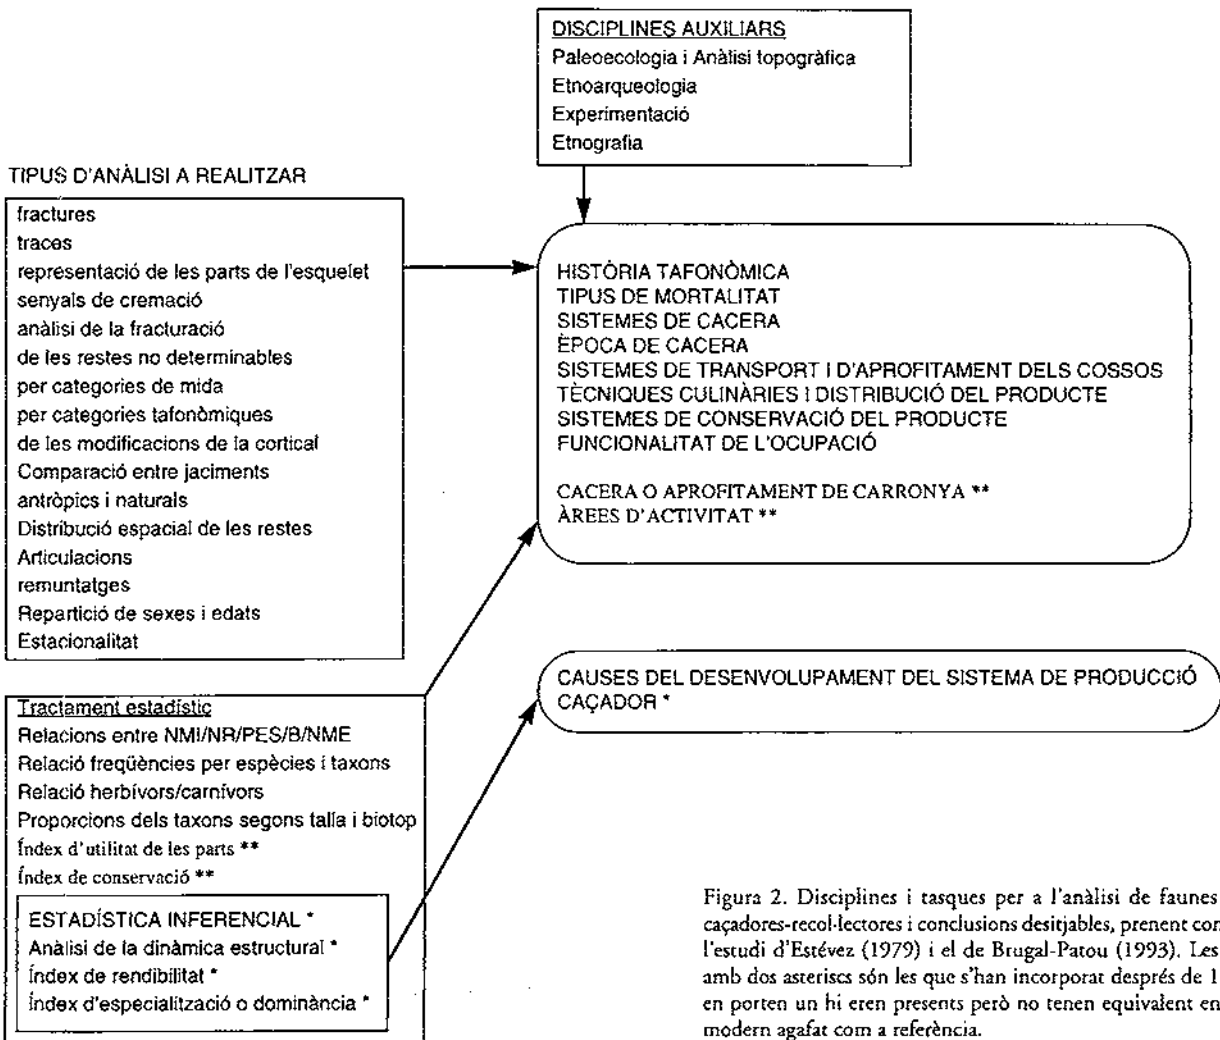 DISCIPLINES AUXILIARS
Paleoecologia i Anàlisi topogràfica
Etnoarqueologia
Experimentació
Etnografia
TIPUS D'ANÀLISI A REALITZAR
fractures
traces
representació de les parts de l'esquelet
senyals de cremació
anàlisi de la fracturació
de les restes no determinables
per categories de mida
per categories tafonòmiques
de les modificacions de la cortical
Comparació entre jaciments
antròpics i naturals
Distribució espacial de les restes
Articulacions
remuntatges
Repartició de sexes i edats
Estacionalitat
HISTÒRIA TAFONÒMICA
TIPUS DE MORTALITAT
SISTEMES DE CACERA
ÈPOCA DE CACERA
SISTEMES DE TRANSPORT I D'APROFITAMENT DELS COSSOS
TÈCNIQUES CULINÀRIES I DISTRIBUCIÓ DEL PRODUCTE
SISTEMES DE CONSERVACIÓ DEL PRODUCTE
FUNCIONALITAT DE L'OCUPACIÓ
CACERA O APROFITAMENT DE CARRONYA **
ÀREES D'ACTIVITAT **
Tractament estadístic
Relacions entre NMI/NR/PES/B/NME
Relació freqüències per espècies i taxons
Relació herbívors/carnívors
Proporcions dels taxons segons talla i biotop
Índex d'utilitat de les parts **
Índex de conservació **
ESTADÍSTICA INFERENCIAL *
Anàlisi de la dinàmica estructural *
Índex de rendibilitat *
Índex d'especialització o dominància *
CAUSES DEL DESENVOLUPAMENT DEL SISTEMA DE PRODUCCIÓ
CAÇADOR *
Figura 2. Disciplines i tasques per a l'anàlisi de faunes
caçadores-recol·lectores i conclusions desitjables, prenent con
l'estudi d'Estévez (1979) i el de Brugal-Patou (1993). Les
amb dos asteriscs són les que s'han incorporat després de 1
en porten un hi eren presents però no tenen equivalent en
modern agafat com a referència.